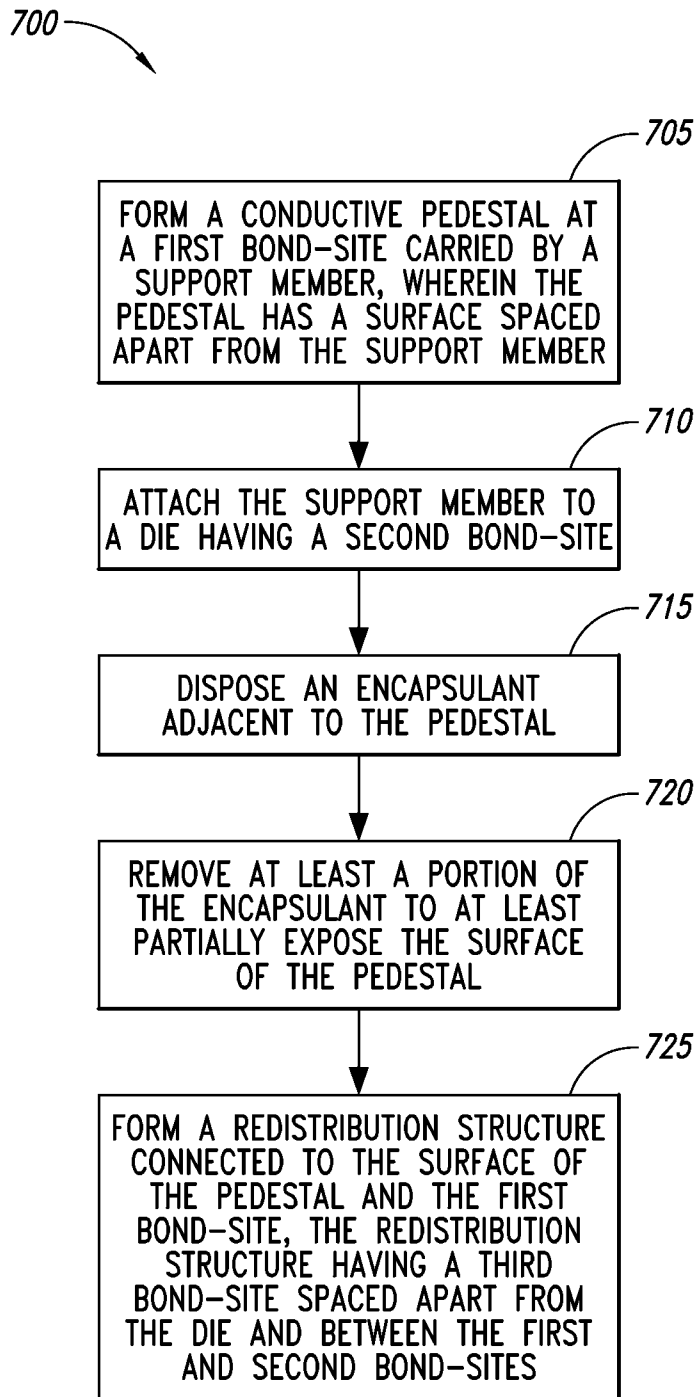 700
705
FORM A CONDUCTIVE PEDESTAL AT
A FIRST BOND-SITE CARRIED BY A
SUPPORT MEMBER, WHEREIN THE
PEDESTAL HAS A SURFACE SPACED
APART FROM THE SUPPORT MEMBER
710
ATTACH THE SUPPORT MEMBER TO
A DIE HAVING A SECOND BOND-SITE
715
DISPOSE AN ENCAPSULANT
ADJACENT TO THE PEDESTAL
720
REMOVE AT LEAST A PORTION OF
THE ENCAPSULANT TO AT LEAST
PARTIALLY EXPOSE THE SURFACE
OF THE PEDESTAL
725
FORM A REDISTRIBUTION STRUCTURE
CONNECTED TO THE SURFACE OF
THE PEDESTAL AND THE FIRST
BOND-SITE, THE REDISTRIBUTION
STRUCTURE HAVING A THIRD
BOND-SITE SPACED APART FROM
THE DIE AND BETWEEN THE FIRST
AND SECOND BOND-SITES